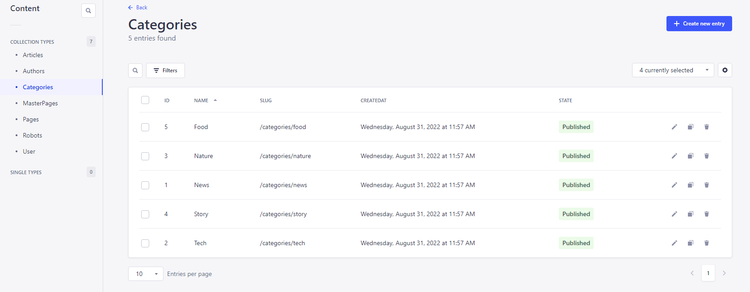 Content
COLLECTION TYPES 7
Articles
Authors
Categories
MasterPages
Pages
Robots
User
SINGLE TYPES 0
Back
Categories
5 entries found
Create new entry
Filters
4 currently selected
ID NAME SLUG CREATEDAT STATE
5 Food /categories/food Wednesday, August 31, 2022 at 11:57 AM Published
3 Nature /categories/nature Wednesday, August 31, 2022 at 11:57 AM Published
1 News /categories/news Wednesday, August 31, 2022 at 11:57 AM Published
4 Story /categories/story Wednesday, August 31, 2022 at 11:57 AM Published
2 Tech /categories/tech Wednesday, August 31, 2022 at 11:57 AM Published
10 Entries per page
1